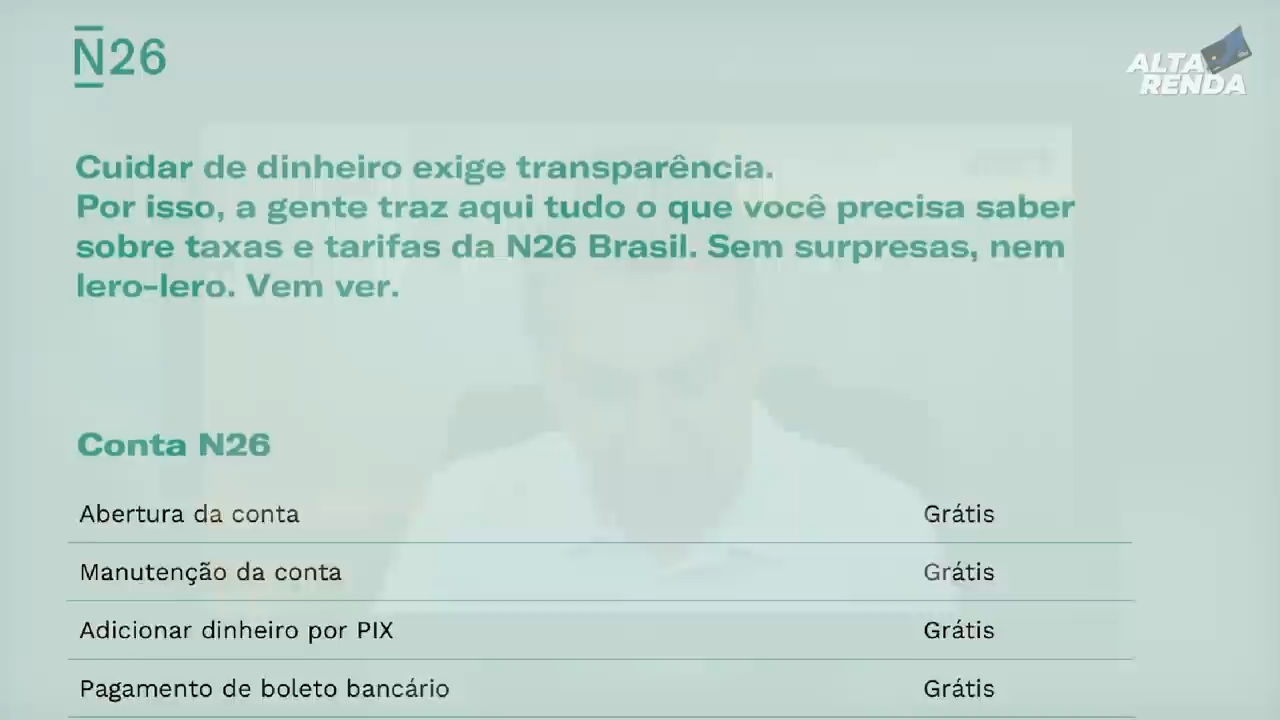 N26
ALTA
RENDA
Cuidar de dinheiro exige transparência.
Por isso, a gente traz aqui tudo o que você precisa saber
sobre taxas e tarifas da N26 Brasil. Sem surpresas, nem
lero-lero. Vem ver.
Conta N26
Abertura da conta Grátis
Manutenção da conta Grátis
Adicionar dinheiro por PIX Grátis
Pagamento de boleto bancário Grátis